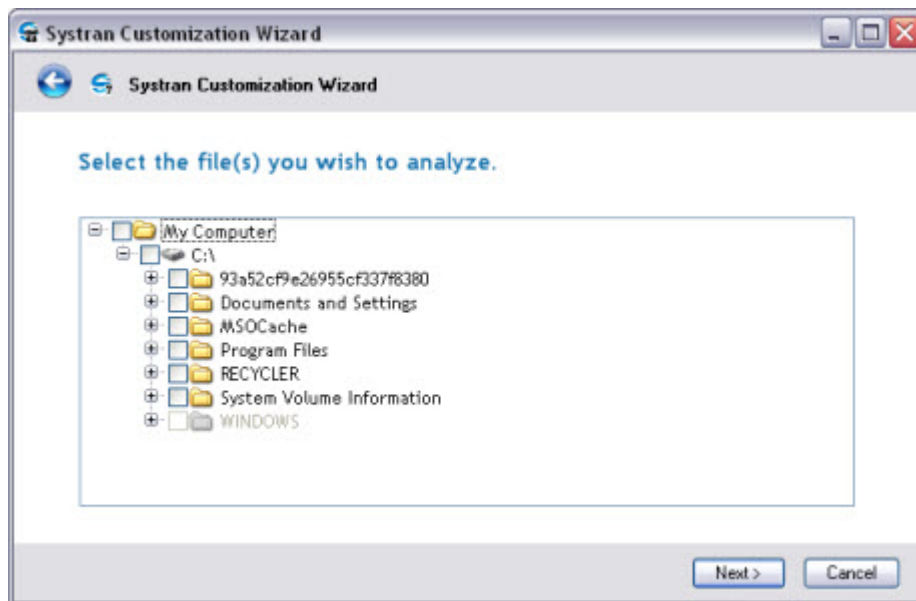 Systran Customization Wizard
Systran Customization Wizard
Select the file(s) you wish to analyze.
My Computer
C:\
93a52cf9e26955cf337f8380
Documents and Settings
MSOCache
Program Files
RECYCLER
System Volume Information
WINDOWS
Next >
Cancel